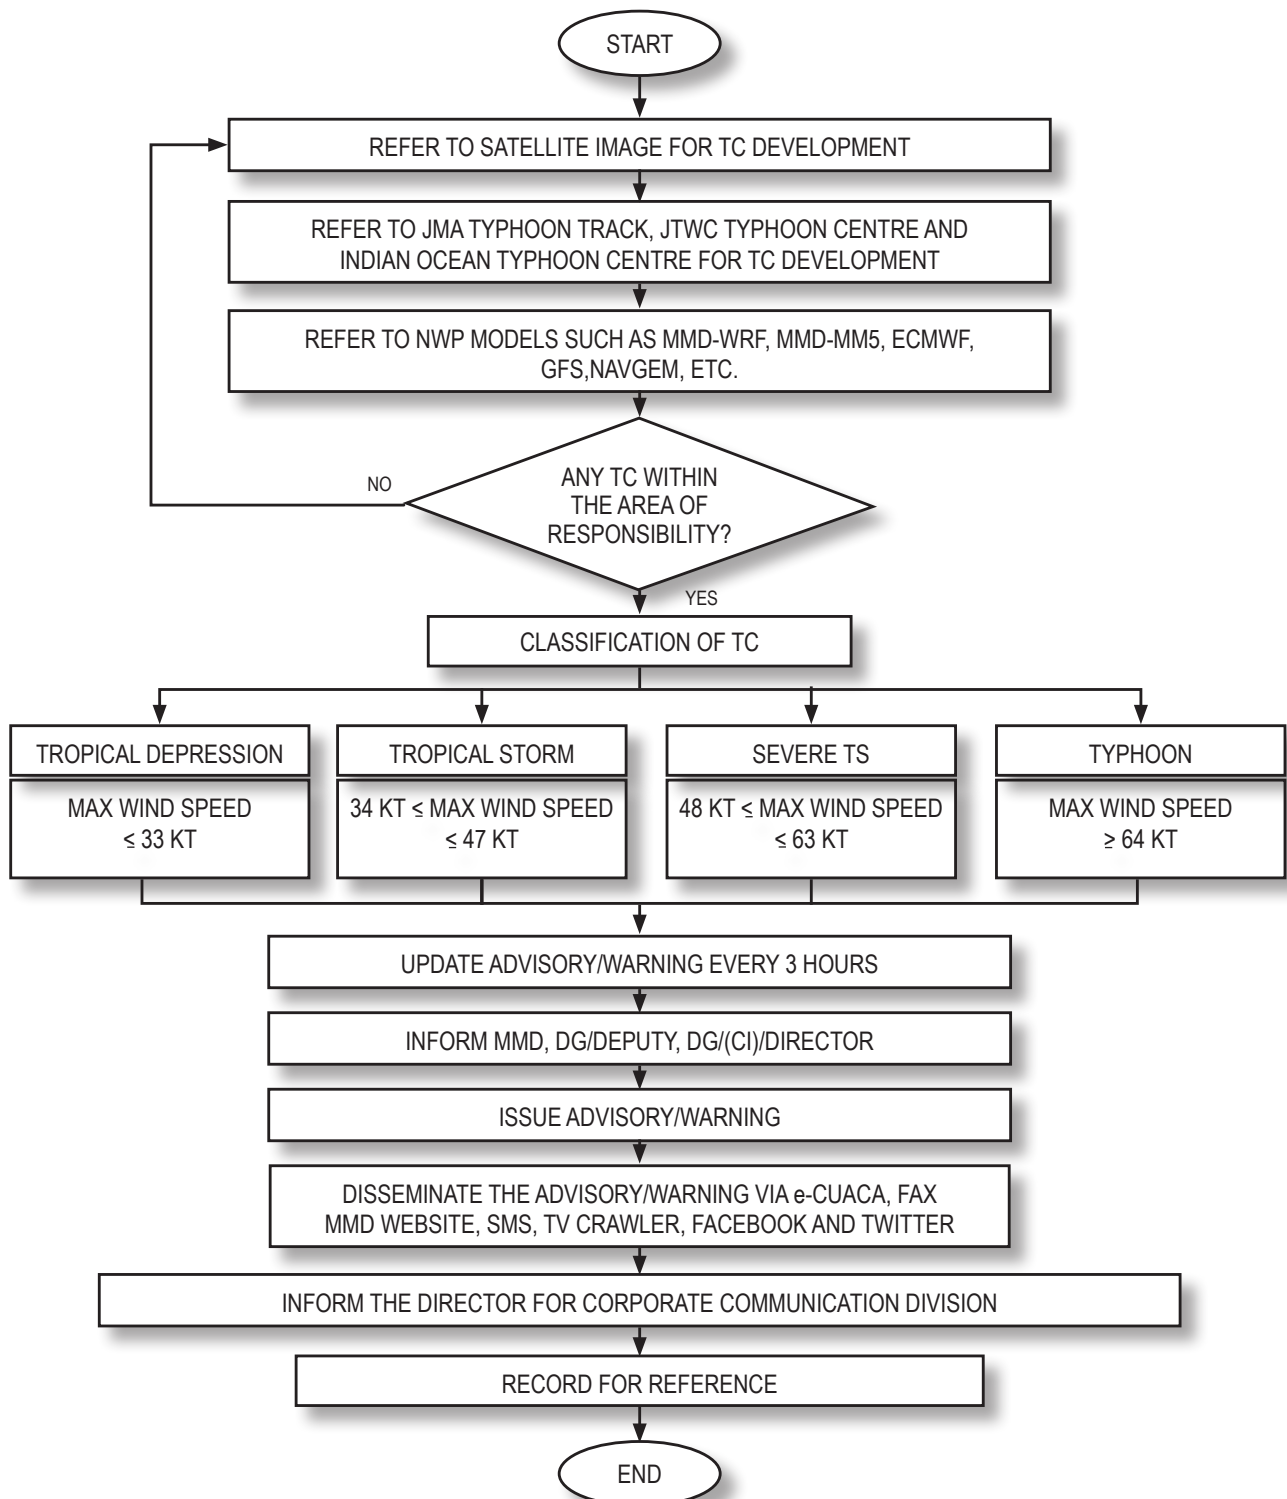 START
REFER TO SATELLITE IMAGE FOR TC DEVELOPMENT
REFER TO JMA TYPHOON TRACK, JTWC TYPHOON CENTRE AND
INDIAN OCEAN TYPHOON CENTRE FOR TC DEVELOPMENT
REFER TO NWP MODELS SUCH AS MMD-WRF, MMD-MM5, ECMWF,
GFS,NAVGEM, ETC.
ANY TC WITHIN
THE AREA OF
RESPONSIBILITY?
NO
YES
CLASSIFICATION OF TC
TROPICAL DEPRESSION
MAX WIND SPEED
≤ 33 KT
TROPICAL STORM
34 KT ≤ MAX WIND SPEED
≤ 47 KT
SEVERE TS
48 KT ≤ MAX WIND SPEED
≤ 63 KT
TYPHOON
MAX WIND SPEED
≥ 64 KT
UPDATE ADVISORY/WARNING EVERY 3 HOURS
INFORM MMD, DG/DEPUTY, DG/(CI)/DIRECTOR
ISSUE ADVISORY/WARNING
DISSEMINATE THE ADVISORY/WARNING VIA e-CUACA, FAX
MMD WEBSITE, SMS, TV CRAWLER, FACEBOOK AND TWITTER
INFORM THE DIRECTOR FOR CORPORATE COMMUNICATION DIVISION
RECORD FOR REFERENCE
END